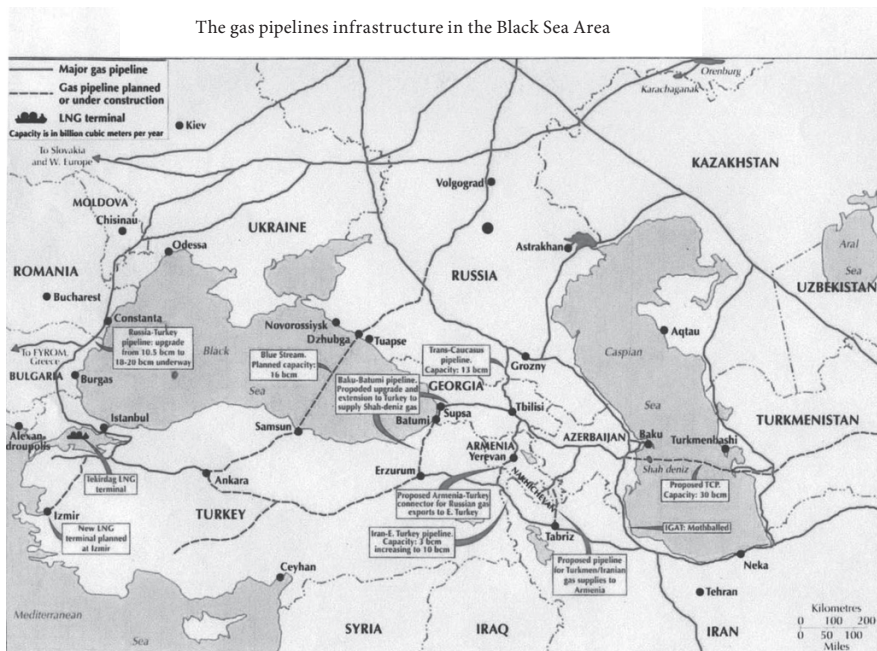 The gas pipelines infrastructure in the Black Sea Area
Major gas pipeline
Gas pipeline planned
or under construction
LNG terminal
Capacity is in billion cubic meters per year
Kiev
To Slovakia
and W. Europe
MOLDOVA
Chisinau
UKRAINE
Odessa
ROMANIA
Bucharest
Constanta
Russia-Turkey
pipeline: upgrade
from 10.5 bcm to
18-20 bcm underway
To FYROM,
Greece
BULGARIA
Burgas
Istanbul
Alexan
droupolis
Tekirdag LNG
terminal
Izmir
New LNG
terminal planned
at Izmir
Black
Sea
Blue Stream.
Planned capacity:
16 bcm
Novorossiysk
Dzhubga
Tuapse
Baku-Batumi pipeline.
Propoded upgrade and
extension to Turkey to
supply Shah-deniz gas
Samsun
Ankara
TURKEY
Ceyhan
Mediterranean
Sea
SYRIA
IRAQ
Orenburg
Karachaganak
KAZAKHSTAN
Volgograd
Astrakhan
RUSSIA
Aral
Sea
UZBEKISTAN
Aqtau
Caspian
Sea
Trans-Caucasus
pipeline.
Capacity: 13 bcm
Grozny
GEORGIA
Supsa
Batumi
Tbilisi
ARMENIA
Yerevan
AZERBAIJAN
Baku
Turkmenbashi
TURKMENISTAN
Shah deniz
Proposed TCP.
Capacity: 30 bcm
Erzurum
NAKHICHEVAN
Proposed Armenia-Turkey
connector for Russian gas
exports to E. Turkey
Iran-E. Turkey pipeline.
Capacity: 3 bcm
increasing to 10 bcm
Tabriz
IGAT: Mothballed
Proposed pipeline
for Turkmen/Iranian
gas supplies to
Armenia
Neka
Tehran
IRAN
Kilometres
0 100 200
0 50 100
Miles